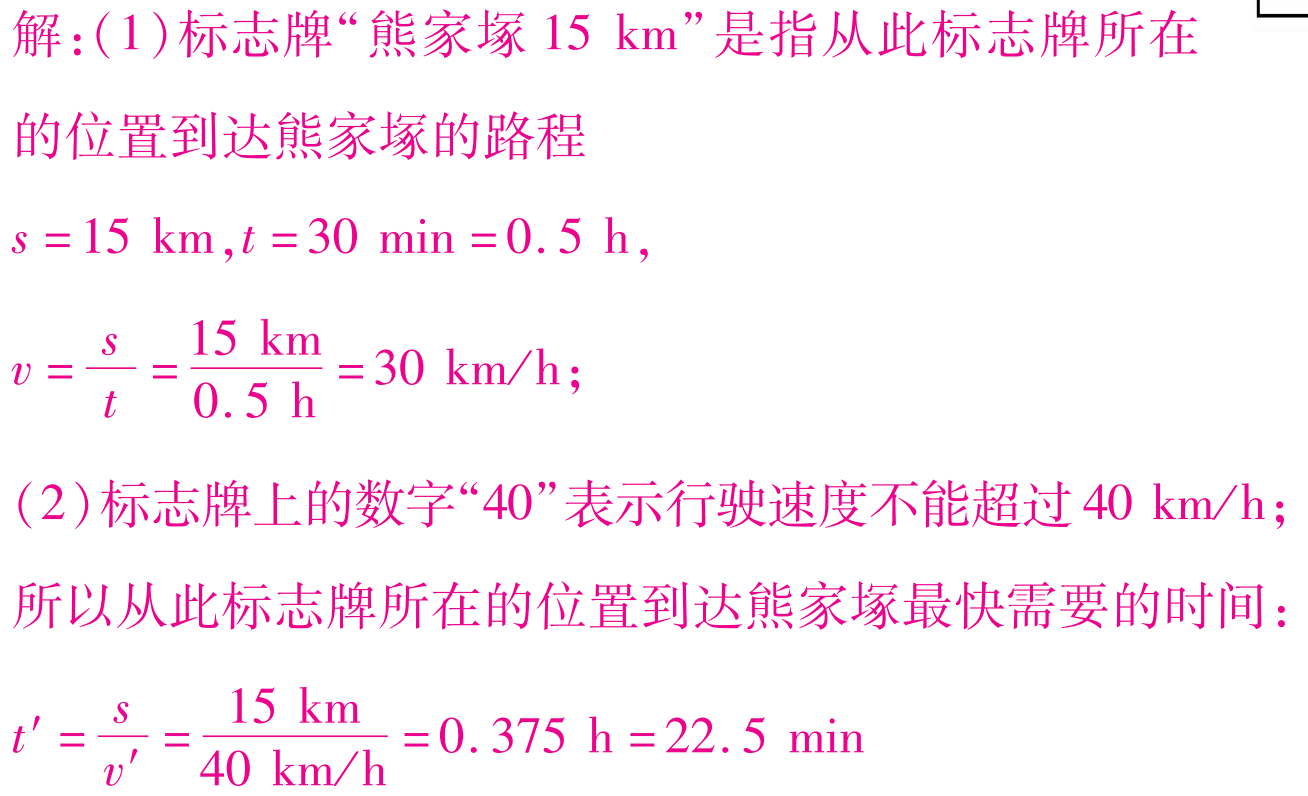 解:(1)标志牌“熊家塚 15 km”是指从此标志牌所在
的位置到达熊家塚的路程
s=15 km,t=30 min=0.5 h,
v=s/t=15 km/0.5 h=30 km/h;
(2)标志牌上的数字“40”表示行驶速度不能超过 40 km/h;
所以从此标志牌所在的位置到达熊家塚最快需要的时间:
t′=s/v′=15 km/40 km/h=0.375 h=22.5 min